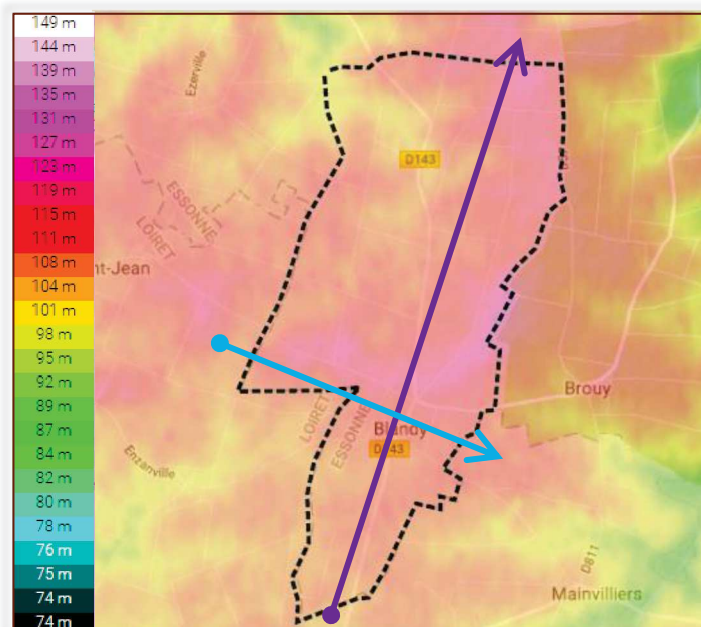 149 m
144 m
139 m
135 m
131 m
127 m
123 m
119 m
115 m
111 m
108 m
104 m
101 m
98 m
95 m
92 m
89 m
87 m
84 m
82 m
80 m
78 m
76 m
75 m
74 m
74 m
Ezerville
D143
ESSONNE
LOIRET
nt-Jean
LOIRET
ESSONNE
Brouy
Blandy
D143
Enzanville
D811
Mainvilliers